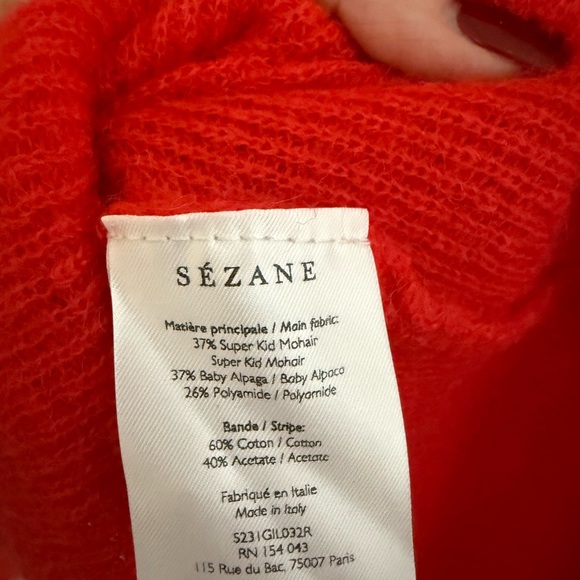 SÉZANE
Matière principale / Main fabric:
37% Super Kid Mohair
Super Kid Mohair
37% Baby Alpaga / Baby Alpaca
26% Polyamide / Polyamide
Bande / Stripe:
60% Coton / Cotton
40% Acetate / Acetate
Fabriqué en Italie
Made in Italy
S231GIL032R
RN 154 043
115 Rue du Bac, 75007 Paris